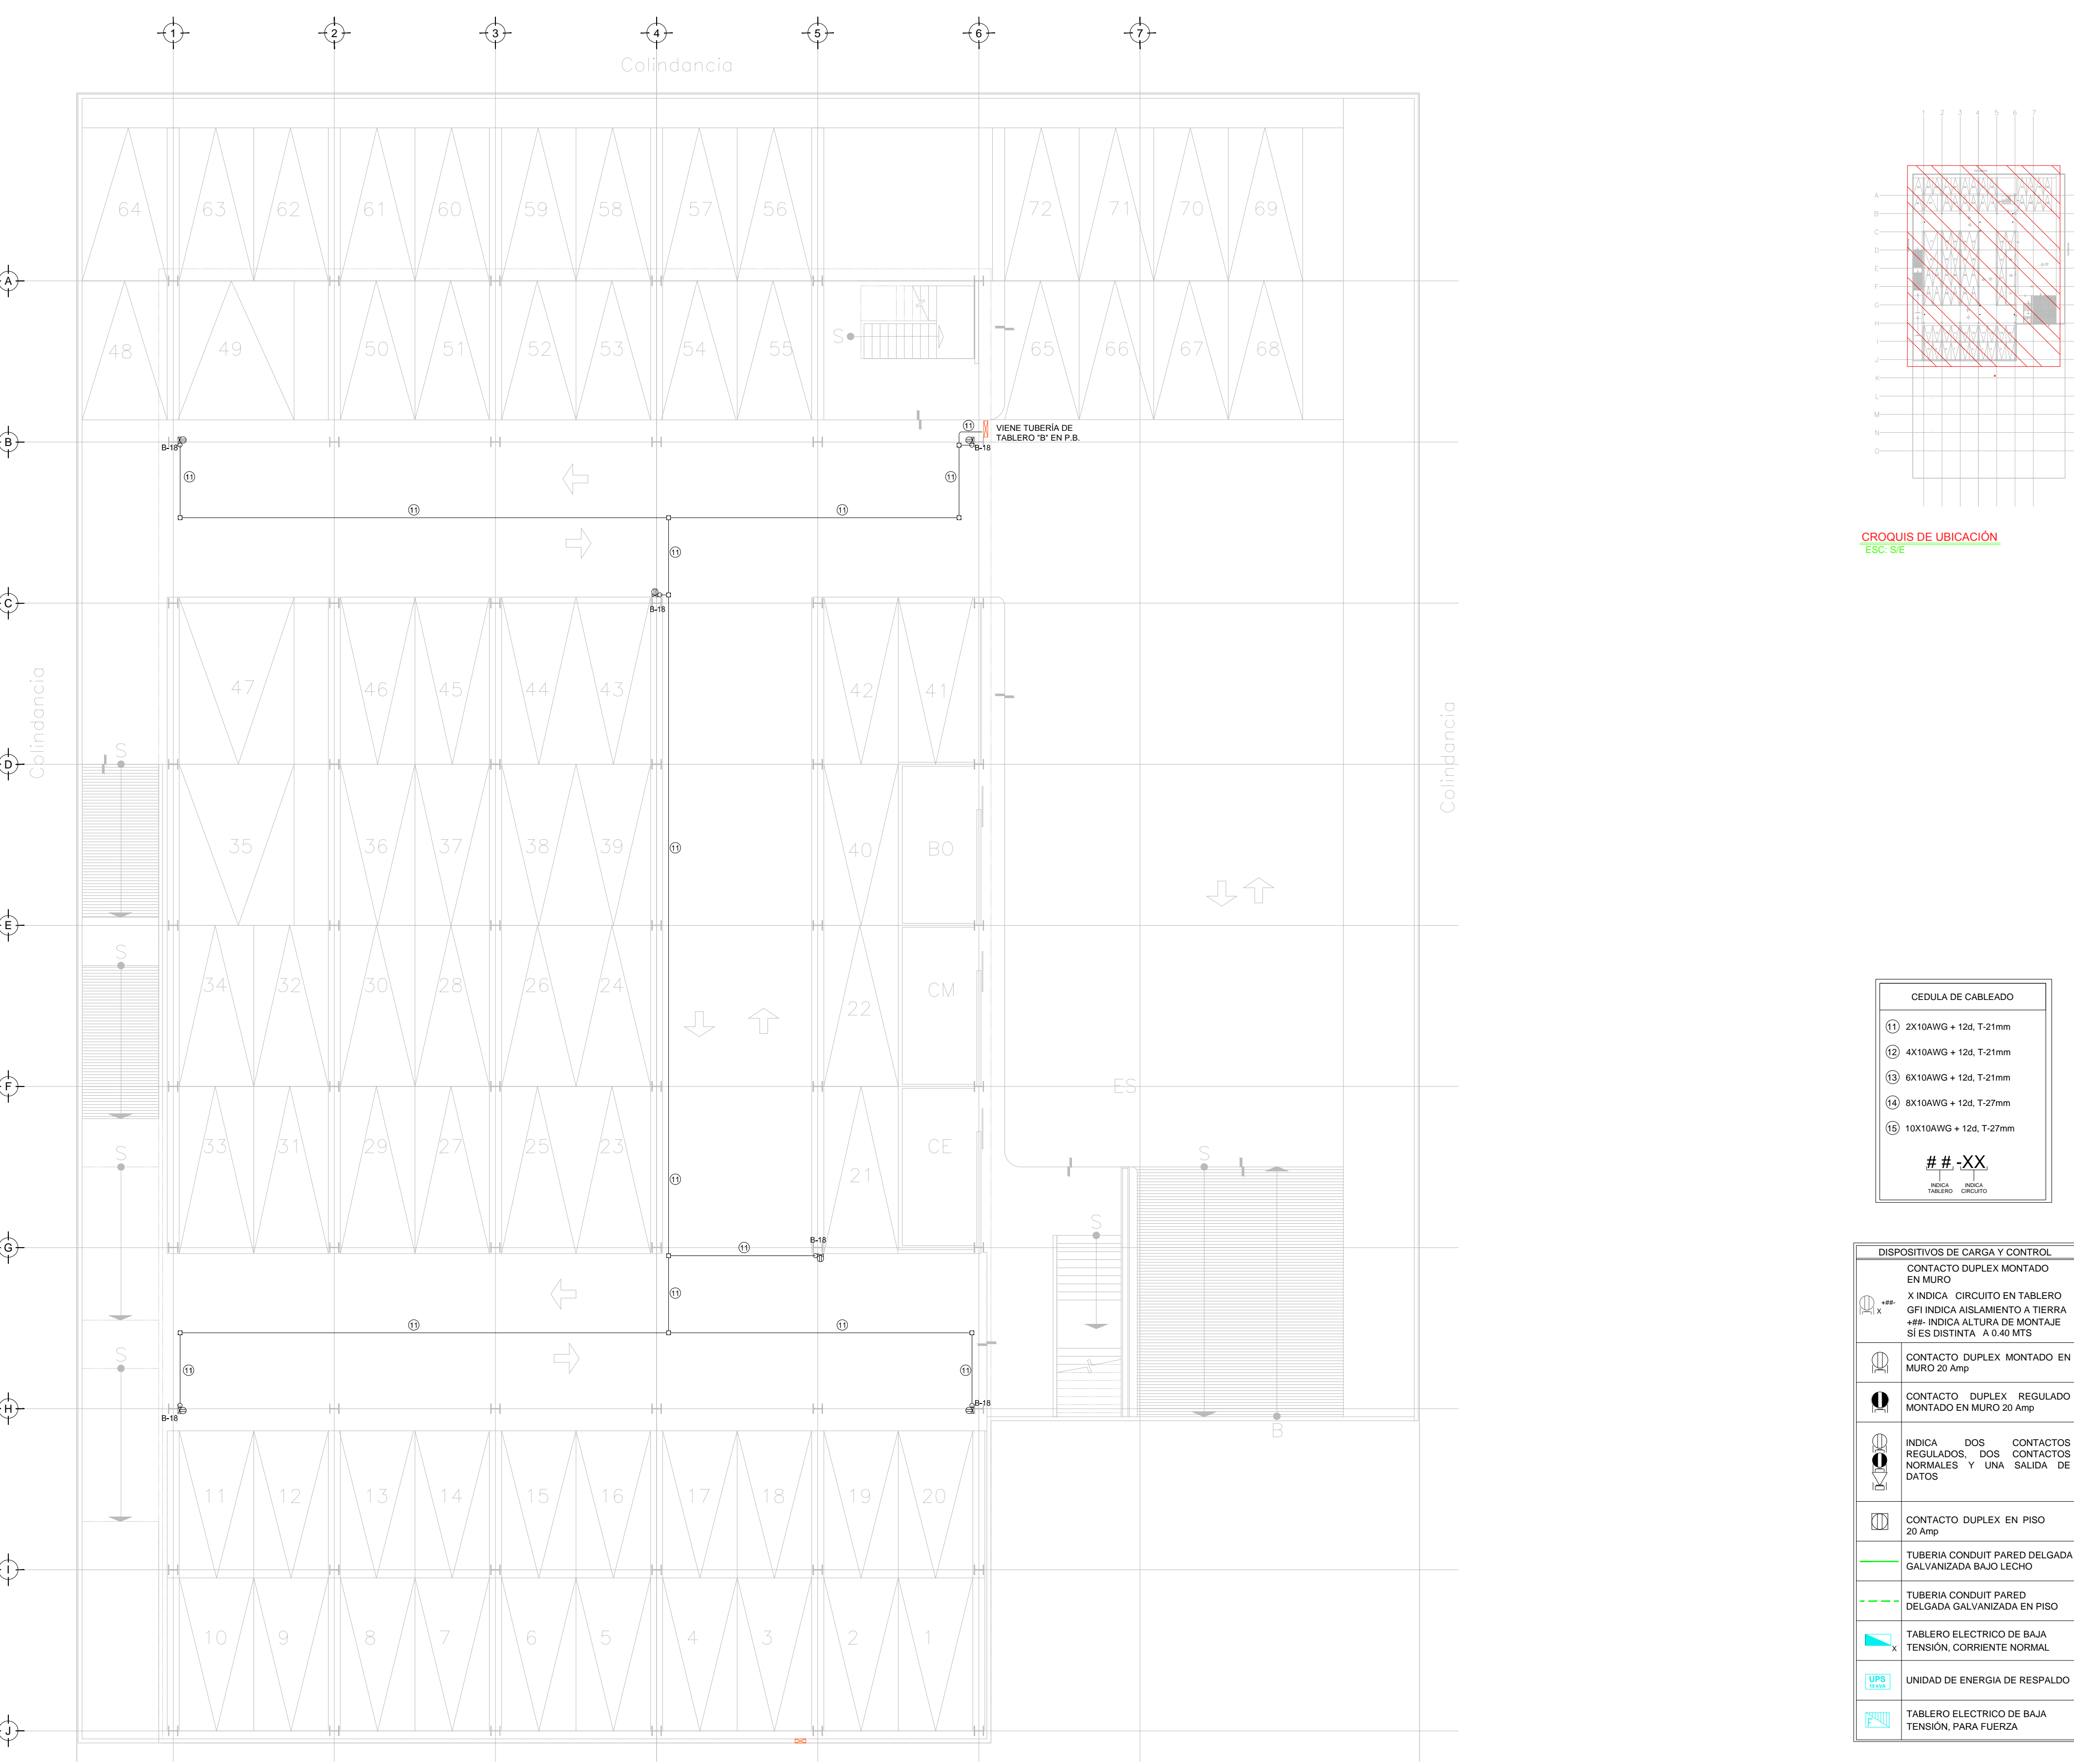 1 2 3 4 5 6 7
Colindancia
64 63 62 61 60 59 58 57 56 72 71 70 69
A
48 49 50 51 52 53 54 55 S 65 66 67 68
11
VIENE TUBERÍA DE
TABLERO "B" EN P.B.
B
B-18 B-18
11 11
11 11
11
C
B-18
Colindancia
47 46 45 44 43 42 41
Colindancia
S
D
35 36 37 38 39 11 40 BO
E
S
34 32 30 28 26 24 22 CM
F
ES
33 31 29 27 25 23 11 21 CE
S
S
S
B-18
G
11
11
11 11
S
11 11
H
B-18 B-18
B
11 12 13 14 15 16 17 18 19 20
I
10 9 8 7 6 5 4 3 2 1
J
1 2 3 4 5 6 7
A
B
C
D
E
F
G
H
I
J
K
L
M
N
O
CROQUIS DE UBICACIÓN
ESC: S/E
CEDULA DE CABLEADO
11 2X10AWG + 12d, T-21mm
12 4X10AWG + 12d, T-21mm
13 6X10AWG + 12d, T-21mm
14 8X10AWG + 12d, T-27mm
15 10X10AWG + 12d, T-27mm
# # -XX
INDICA TABLERO
INDICA CIRCUITO
DISPOSITIVOS DE CARGA Y CONTROL
CONTACTO DUPLEX MONTADO
EN MURO
X INDICA CIRCUITO EN TABLERO
+##- X
GFI INDICA AISLAMIENTO A TIERRA
+##- INDICA ALTURA DE MONTAJE
SÍ ES DISTINTA A 0.40 MTS
CONTACTO DUPLEX MONTADO EN
MURO 20 Amp
CONTACTO DUPLEX REGULADO
MONTADO EN MURO 20 Amp
INDICA DOS CONTACTOS
REGULADOS, DOS CONTACTOS
NORMALES Y UNA SALIDA DE
DATOS
CONTACTO DUPLEX EN PISO
20 Amp
TUBERIA CONDUIT PARED DELGADA
GALVANIZADA BAJO LECHO
TUBERIA CONDUIT PARED
DELGADA GALVANIZADA EN PISO
TABLERO ELECTRICO DE BAJA
TENSIÓN, CORRIENTE NORMAL
X
UPS
UNIDAD DE ENERGIA DE RESPALDO
F
TABLERO ELECTRICO DE BAJA
TENSIÓN, PARA FUERZA